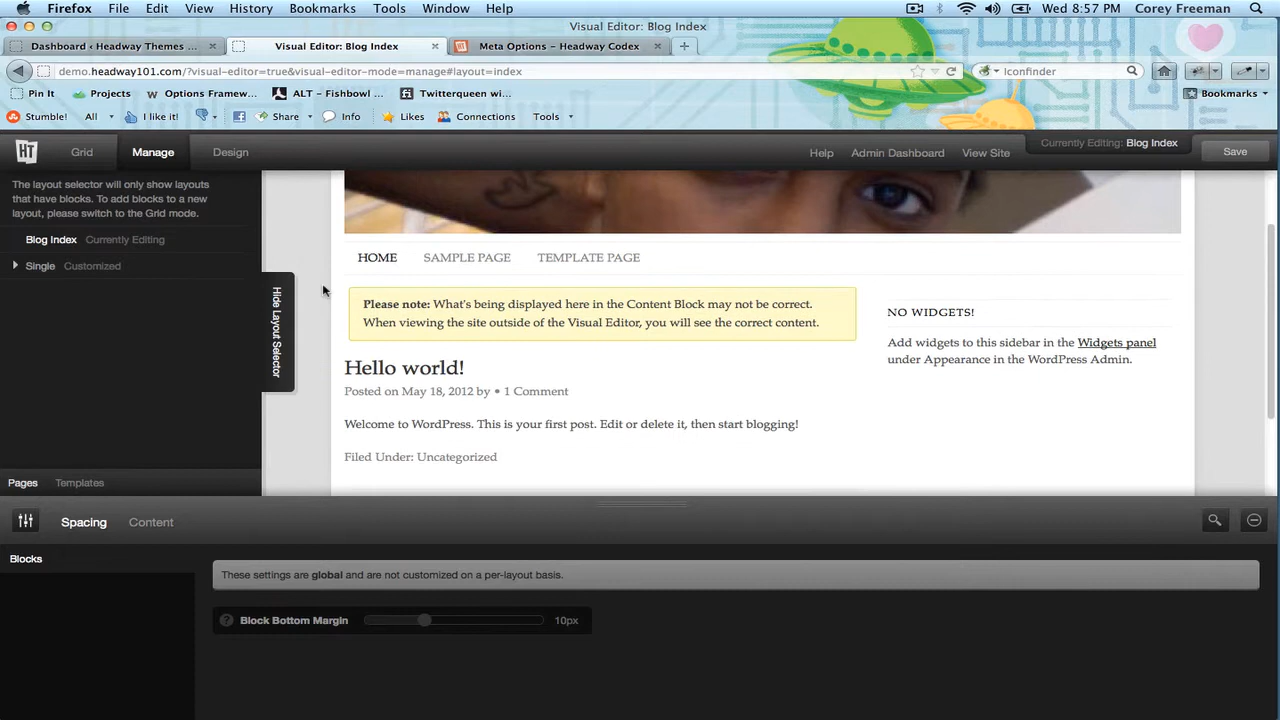 Firefox File Edit View History Bookmarks Tools Window Help Wed 8:57 PM Corey Freeman
Visual Editor: Blog Index
Dashboard ‹ Headway Themes ... Visual Editor: Blog Index Meta Options – Headway Codex
demo.headway101.com/?visual-editor=true&visual-editor-mode=manage#layout=index Iconfinder
Pin It Projects Options Framew... ALT – Fishbowl ... Twitterqueen wi... Bookmarks
Stumble! All I like it! Share Info Likes Connections Tools
HT Grid Manage Design Help Admin Dashboard View Site Currently Editing: Blog Index Save
The layout selector will only show layouts
that have blocks. To add blocks to a new
layout, please switch to the Grid mode.
Blog Index Currently Editing
Single Customized
Hide Layout Selector
Pages Templates
HOME SAMPLE PAGE TEMPLATE PAGE
Please note: What's being displayed here in the Content Block may not be correct.
When viewing the site outside of the Visual Editor, you will see the correct content.
Hello world!
Posted on May 18, 2012 by • 1 Comment
Welcome to WordPress. This is your first post. Edit or delete it, then start blogging!
Filed Under: Uncategorized
NO WIDGETS!
Add widgets to this sidebar in the Widgets panel
under Appearance in the WordPress Admin.
Spacing Content
Blocks
These settings are global and are not customized on a per-layout basis.
? Block Bottom Margin 10px